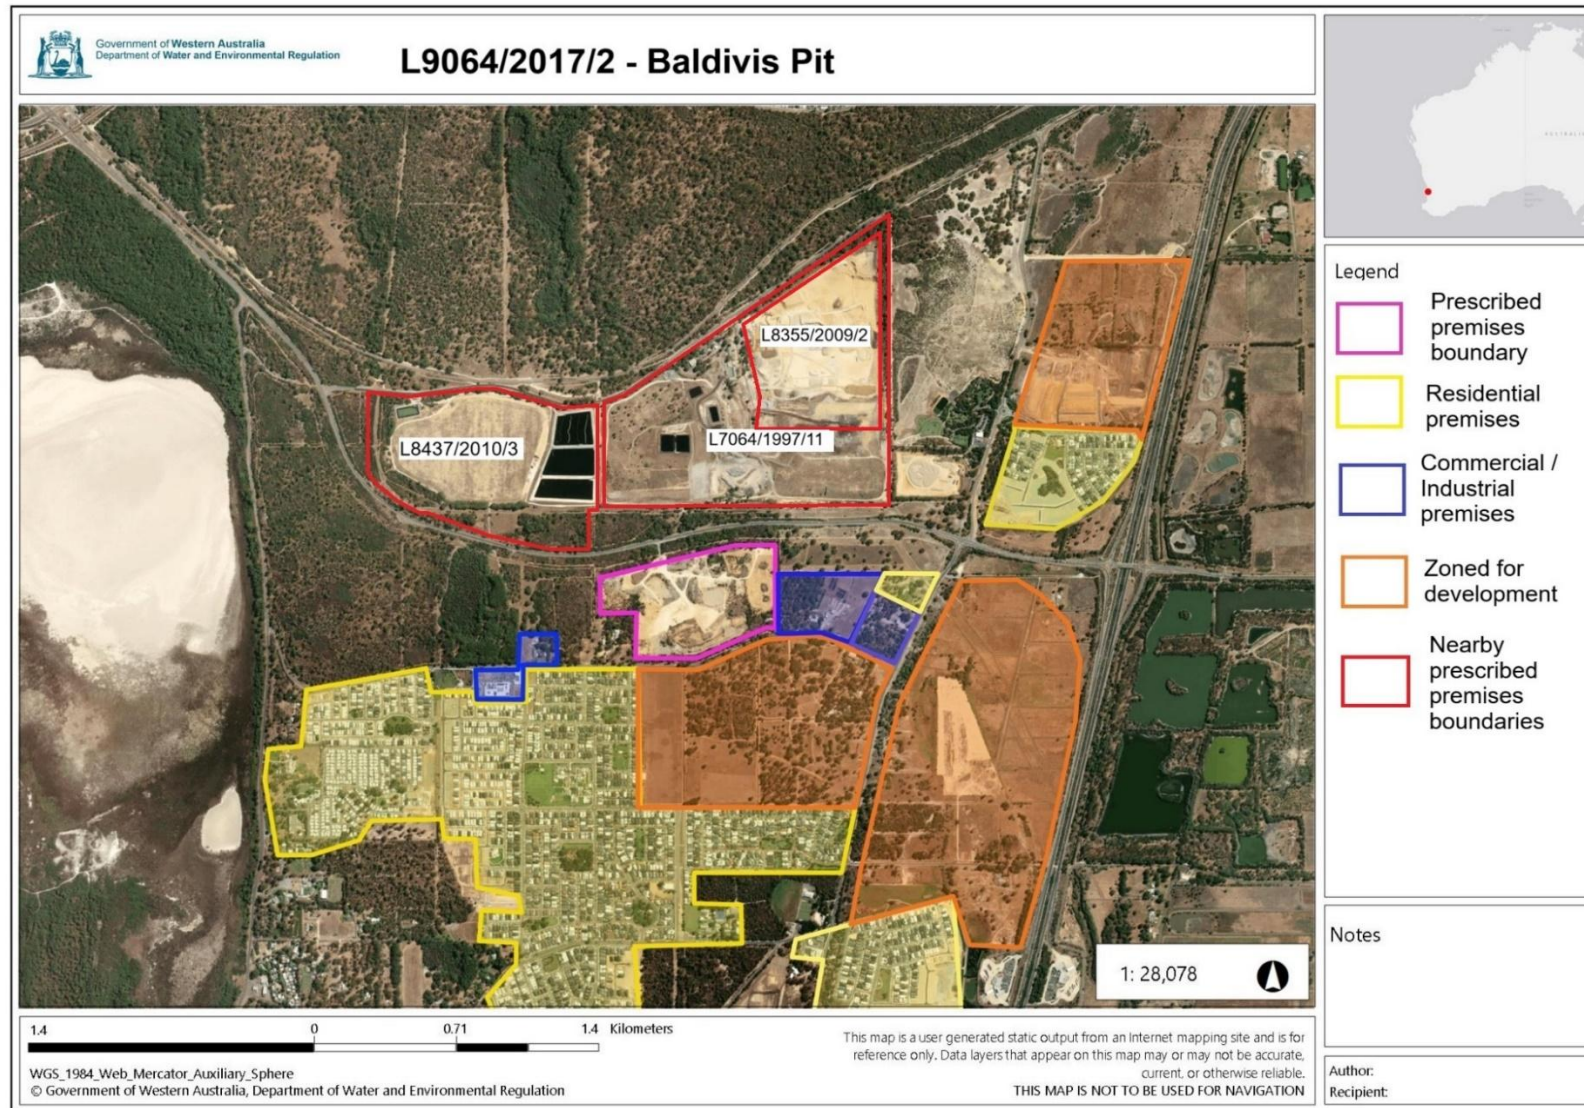 Government of Western Australia
Department of Water and Environmental Regulation
L9064/2017/2 - Baldivis Pit
L8355/2009/2
L8437/2010/3
L7064/1997/11
Legend
Prescribed
premises
boundary
Residential
premises
Commercial /
Industrial
premises
Zoned for
development
Nearby
prescribed
premises
boundaries
Notes
1: 28,078
1.4
0
0.71
1.4 Kilometers
WGS_1984_Web_Mercator_Auxiliary_Sphere
© Government of Western Australia, Department of Water and Environmental Regulation
This map is a user generated static output from an Internet mapping site and is for
reference only. Data layers that appear on this map may or may not be accurate,
current, or otherwise reliable.
THIS MAP IS NOT TO BE USED FOR NAVIGATION
Author:
Recipient: